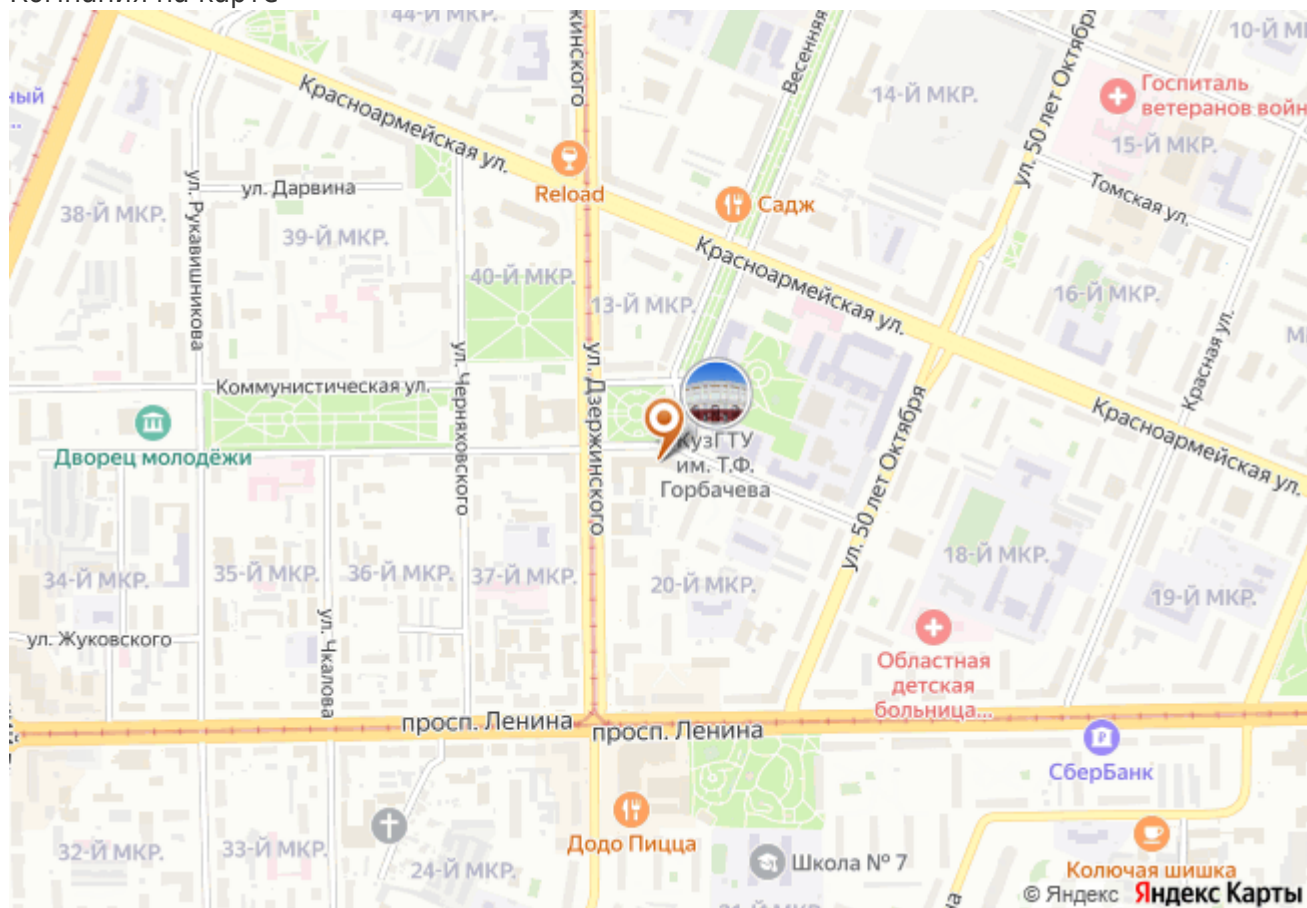 44-Й МКР.
10-Й МІ
Весенняя
ул. 50 лет Октября
14-Й МКР.
Госпиталь
ветеранов войн
ный
Красноармейская ул.
15-Й МКР.
Reload
Томская ул.
ул. Дарвина
Садж
38-Й МКР.
ул. Рукавишникова
39-Й МКР.
Красноармейская ул.
40-Й МКР.
13-Й МКР.
16-Й МКР.
Красная ул.
Коммунистическая ул.
ул. Черняховского
ул. Дзержинского
Красноармейская ул.
Дворец молодёжи
КузГТУ
им. Т.Ф.
Горбачева
ул. 50 лет Октября
34-Й МКР.
35-Й МКР.
36-Й МКР.
37-Й МКР.
20-Й МКР.
18-Й МКР.
19-Й МКР.
ул. Жуковского
ул. Чкалова
Областная
детская
больница...
просп. Ленина
просп. Ленина
СберБанк
Додо Пицца
32-Й МКР.
33-Й МКР.
24-Й МКР.
Школа № 7
Колючая шишка
© Яндекс Яндекс Карты